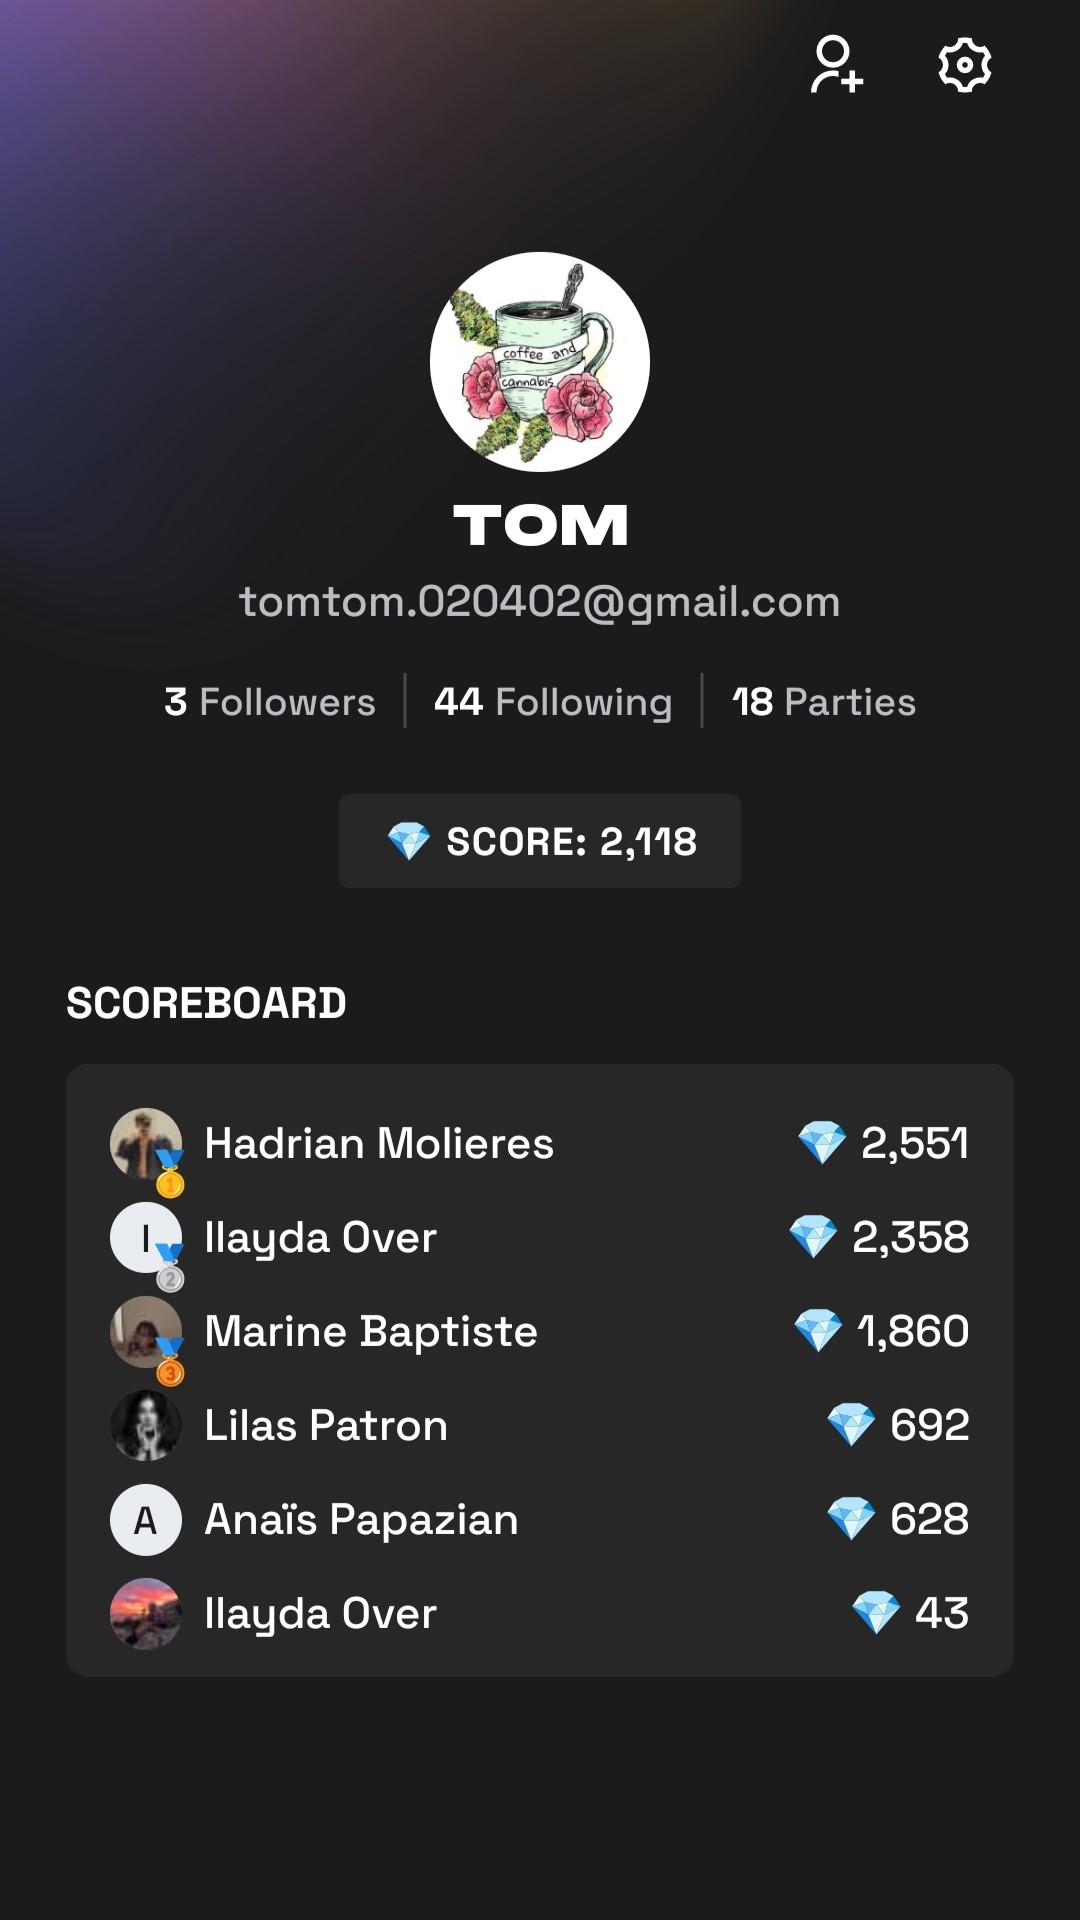 coffee and
cannabis
TOM
tomtom.020402@gmail.com
3 Followers 44 Following 18 Parties
💎 SCORE: 2,118
SCOREBOARD
Hadrian Molieres 💎 2,551
1
I Ilayda Over 💎 2,358
2
Marine Baptiste 💎 1,860
3
Lilas Patron 💎 692
A Anaïs Papazian 💎 628
Ilayda Over 💎 43